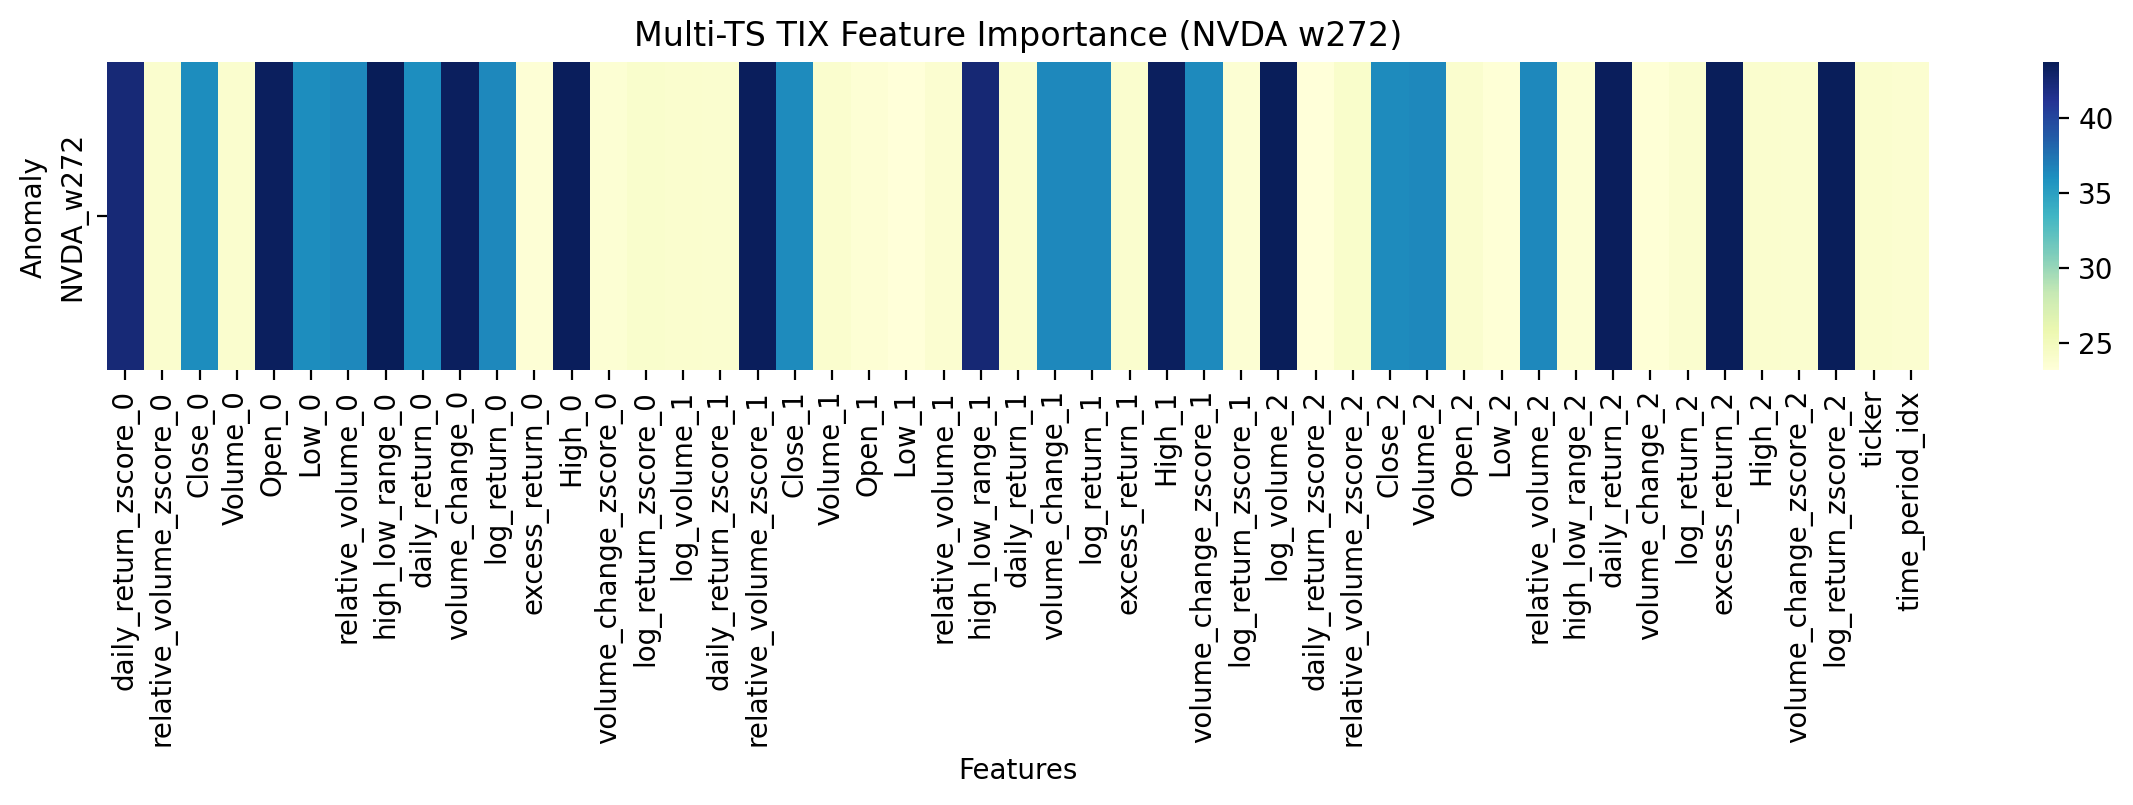 Multi-TS TIX Feature Importance (NVDA w272)
Anomaly
NVDA_w272
40
35
30
25
daily_return_zscore_0
relative_volume_zscore_0
Close_0
Volume_0
Open_0
Low_0
relative_volume_0
high_low_range_0
daily_return_0
volume_change_0
log_return_0
excess_return_0
High_0
volume_change_zscore_0
log_return_zscore_0
log_volume_1
daily_return_zscore_1
relative_volume_zscore_1
Close_1
Volume_1
Open_1
Low_1
relative_volume_1
high_low_range_1
daily_return_1
volume_change_1
log_return_1
excess_return_1
High_1
volume_change_zscore_1
log_return_zscore_1
log_volume_2
daily_return_zscore_2
relative_volume_zscore_2
Close_2
Volume_2
Open_2
Low_2
relative_volume_2
high_low_range_2
daily_return_2
volume_change_2
log_return_2
excess_return_2
High_2
volume_change_zscore_2
log_return_zscore_2
ticker
time_period_idx
Features